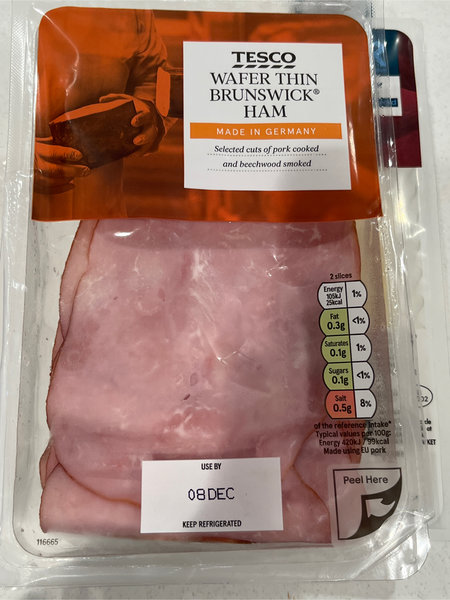 TESCO
WAFER THIN
BRUNSWICK®
HAM
MADE IN GERMANY
Selected cuts of pork cooked
and beechwood smoked
2 slices
Energy
105kJ
25kcal
1%
Fat
0.3g
<1%
Saturates
0.1g
1%
Sugars
0.1g
<1%
Salt
0.5g
8%
of the reference intake*
Typical values per 100g:
Energy 420kJ / 99kcal
Made using EU pork
USE BY
08 DEC
KEEP REFRIGERATED
Peel Here
116665